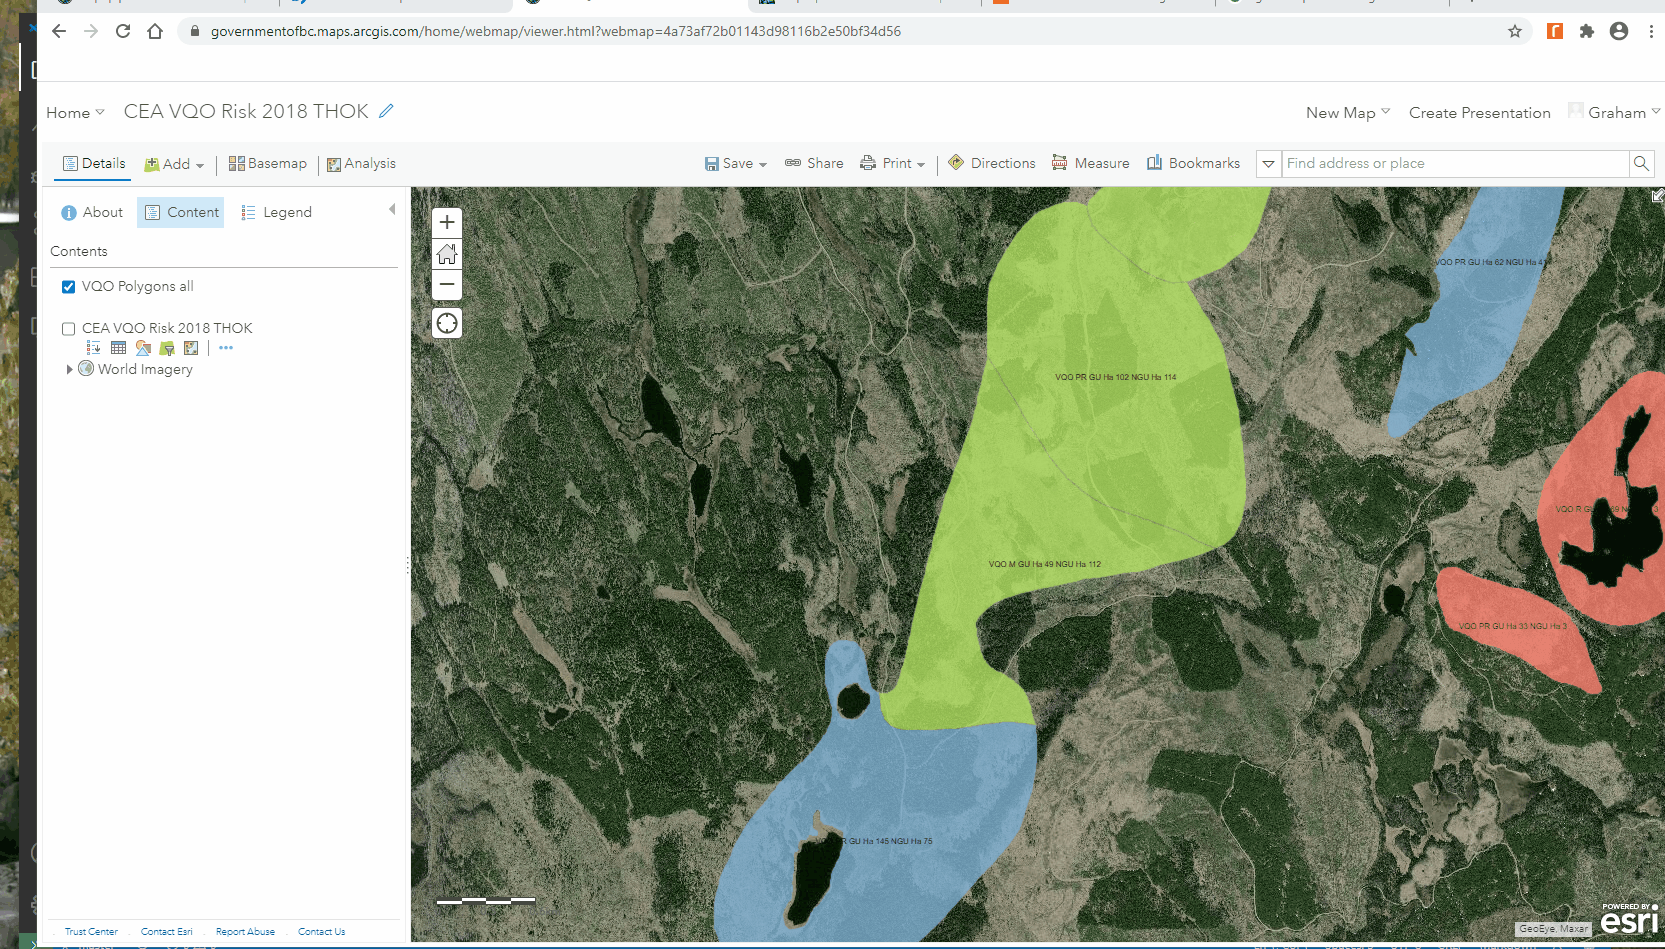 governmentofbc.maps.arcgis.com/home/webmap/viewer.html?webmap=4a73af72b01143d98116b2e50bf34d56
Home CEA VQO Risk 2018 THOK New Map Create Presentation Graham
Details Add Basemap Analysis Save Share Print Directions Measure Bookmarks Find address or place
About Content Legend
Contents
VQO Polygons all
CEA VQO Risk 2018 THOK
World Imagery
VQO PR GU Ha 62 NGU Ha 41
VQO PR GU Ha 102 NGU Ha 114
VQO R GU
VQO M GU Ha 49 NGU Ha 112
VQO PR GU Ha 33 NGU Ha 3
R GU Ha 145 NGU Ha 75
POWERED BY
esri
GeoEye, Maxar
Trust Center Contact Esri Report Abuse Contact Us